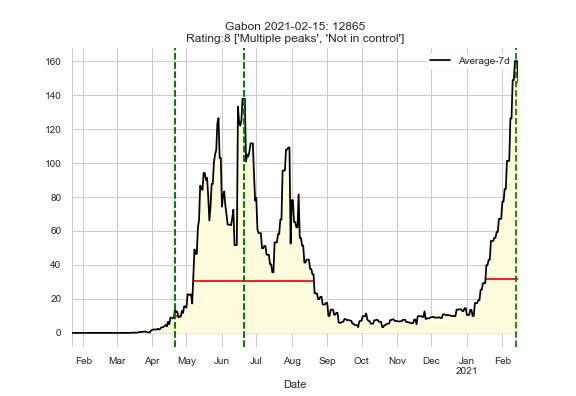 Gabon 2021-02-15: 12865
Rating:8 ['Multiple peaks', 'Not in control']
Average-7d
160
140
120
100
80
60
40
20
0
Feb Mar Apr May Jun Jul Aug Sep Oct Nov Dec Jan Feb
2021
Date